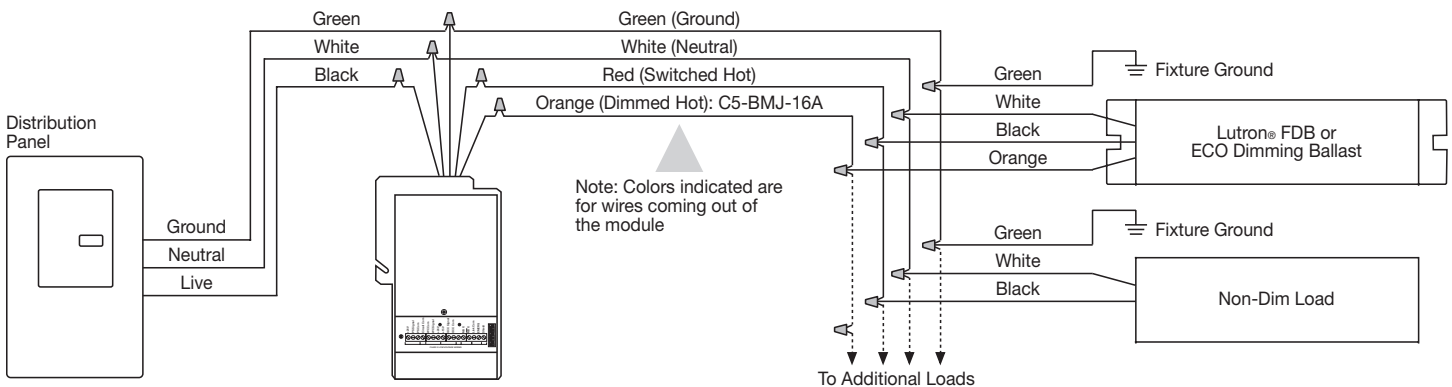 Green
Green (Ground)
White
White (Neutral)
Black
Red (Switched Hot)
Orange (Dimmed Hot): C5-BMJ-16A
Note: Colors indicated are
for wires coming out of
the module
Distribution
Panel
Ground
Neutral
Live
Green
Fixture Ground
White
Black
Orange
Lutron® FDB or
ECO Dimming Ballast
Green
Fixture Ground
White
Black
Non-Dim Load
To Additional Loads